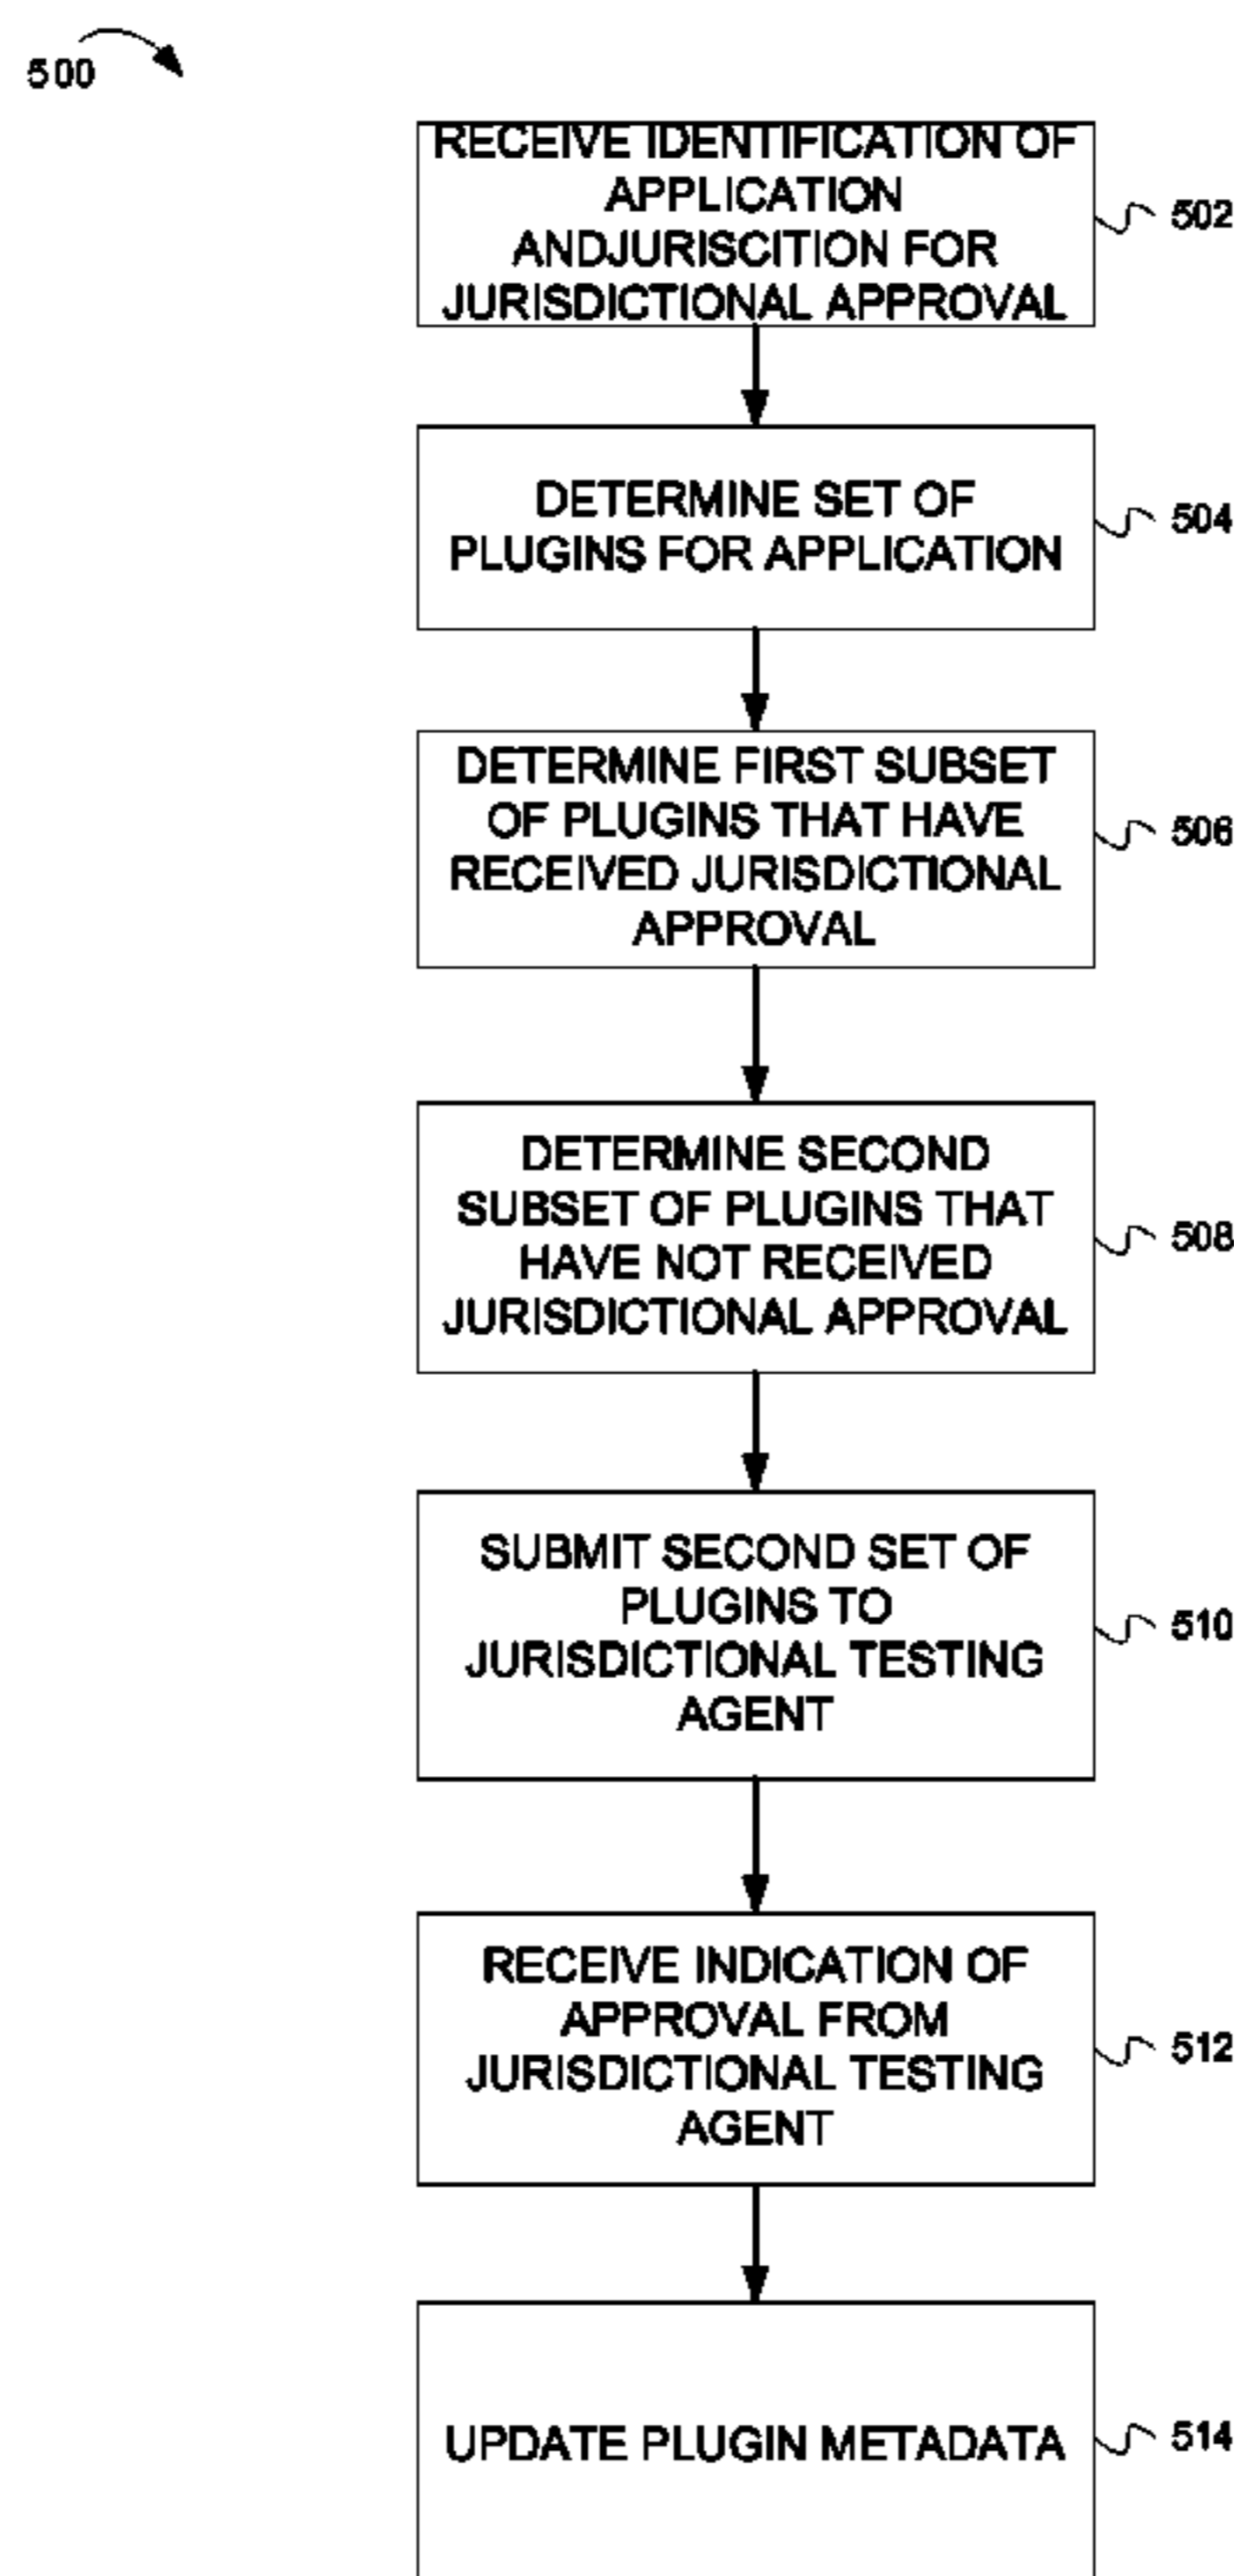 500
RECEIVE IDENTIFICATION OF
APPLICATION
ANDJURISCITION FOR
JURISDICTIONAL APPROVAL
502
DETERMINE SET OF
PLUGINS FOR APPLICATION
504
DETERMINE FIRST SUBSET
OF PLUGINS THAT HAVE
RECEIVED JURISDICTIONAL
APPROVAL
506
DETERMINE SECOND
SUBSET OF PLUGINS THAT
HAVE NOT RECEIVED
JURISDICTIONAL APPROVAL
508
SUBMIT SECOND SET OF
PLUGINS TO
JURISDICTIONAL TESTING
AGENT
510
RECEIVE INDICATION OF
APPROVAL FROM
JURISDICTIONAL TESTING
AGENT
512
UPDATE PLUGIN METADATA
514